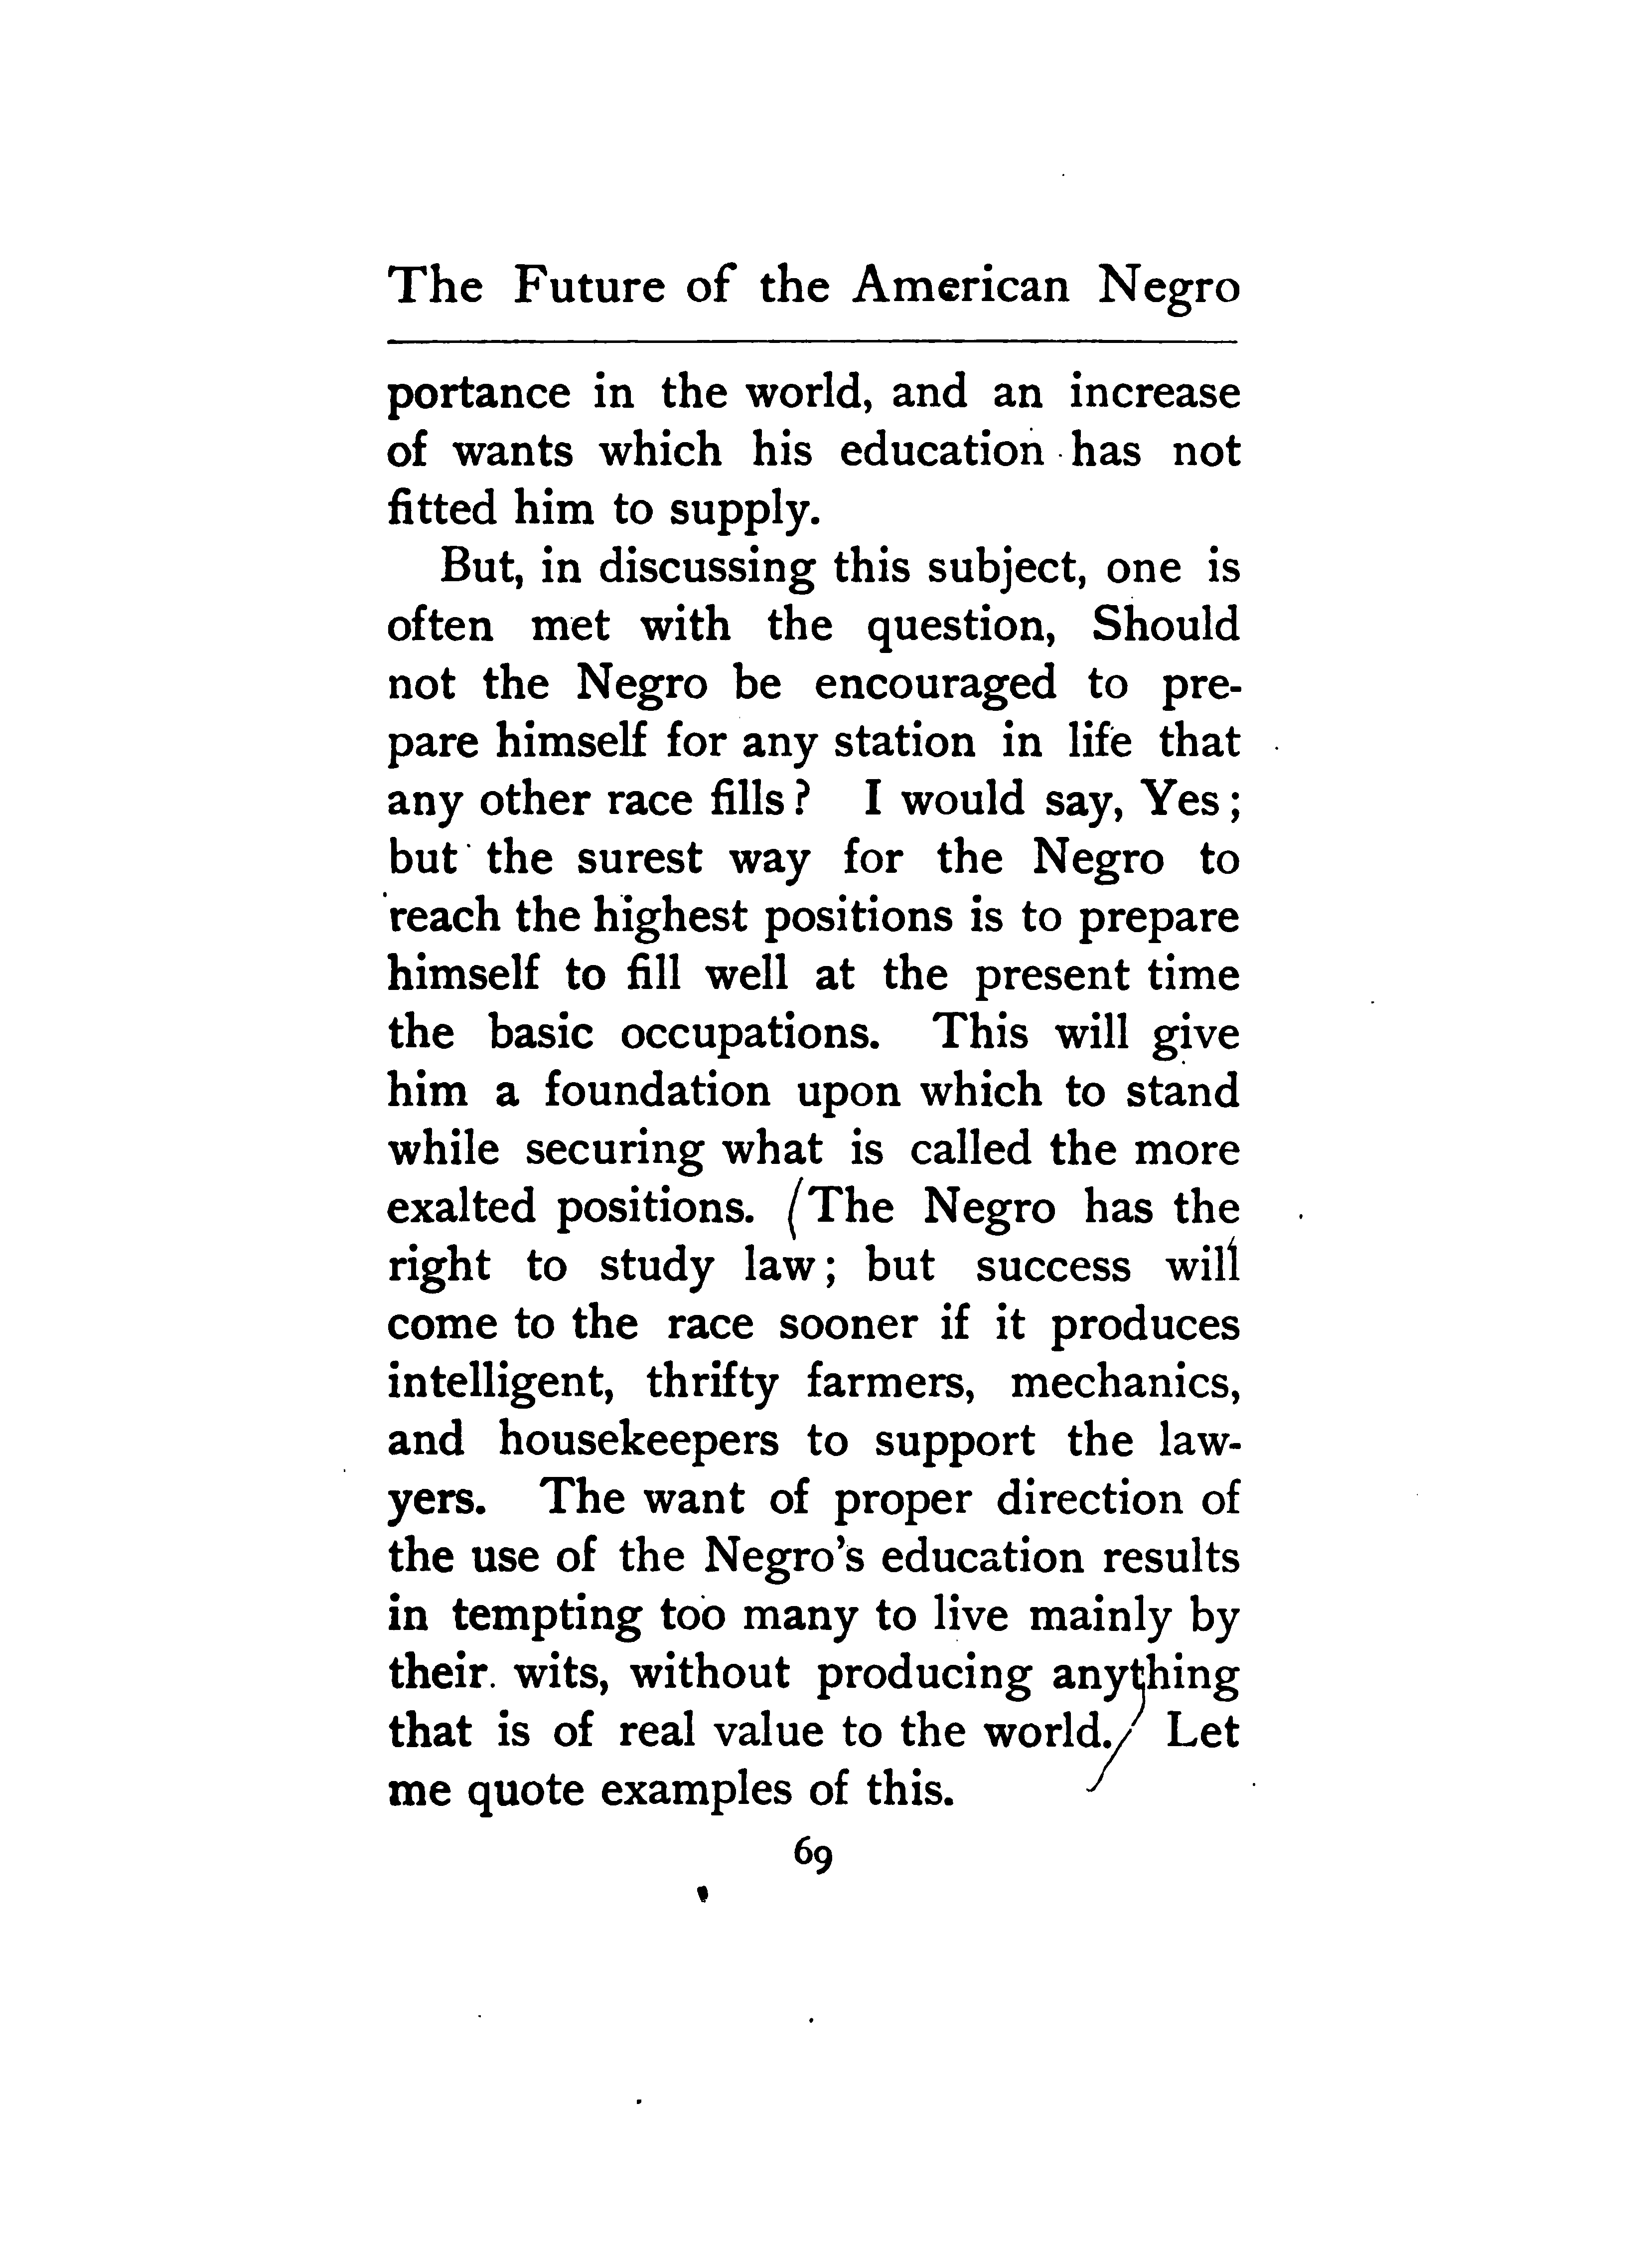 The Future of the American Negro
portance in the world, and an increase
of wants which his education has not
fitted him to supply.
But, in discussing this subject, one is
often met with the question, Should
not the Negro be encouraged to pre-
pare himself for any station in life that
any other race fills? I would say, Yes;
but the surest way for the Negro to
reach the highest positions is to prepare
himself to fill well at the present time
the basic occupations. This will give
him a foundation upon which to stand
while securing what is called the more
exalted positions. (The Negro has the
right to study law; but success will
come to the race sooner if it produces
intelligent, thrifty farmers, mechanics,
and housekeepers to support the law-
yers. The want of proper direction of
the use of the Negro's education results
in tempting too many to live mainly by
their wits, without producing anything
that is of real value to the world.) Let
me quote examples of this.
69